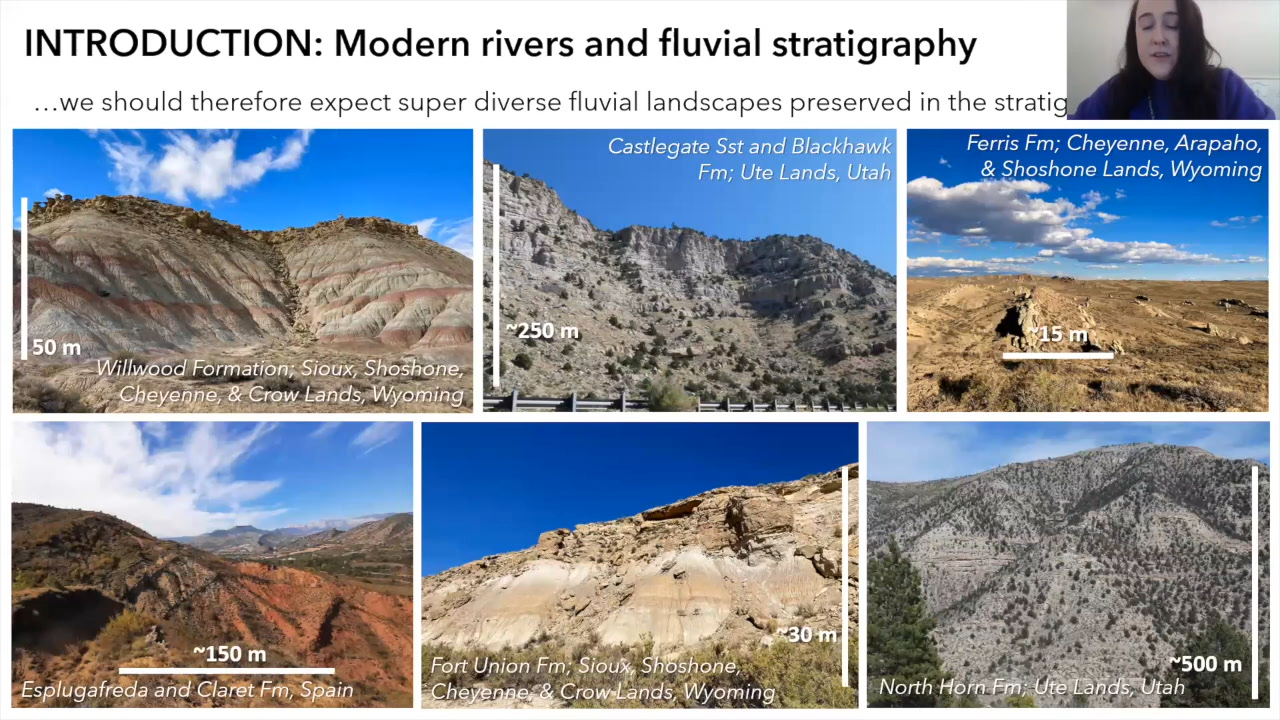 INTRODUCTION: Modern rivers and fluvial stratigraphy
…we should therefore expect super diverse fluvial landscapes preserved in the stratig
50 m
Willwood Formation; Sioux, Shoshone,
Cheyenne, & Crow Lands, Wyoming
Castlegate Sst and Blackhawk
Fm; Ute Lands, Utah
~250 m
Ferris Fm; Cheyenne, Arapaho,
& Shoshone Lands, Wyoming
~15 m
~150 m
Esplugafreda and Claret Fm, Spain
~30 m
Fort Union Fm; Sioux, Shoshone,
Cheyenne, & Crow Lands, Wyoming
~500 m
North Horn Fm; Ute Lands, Utah